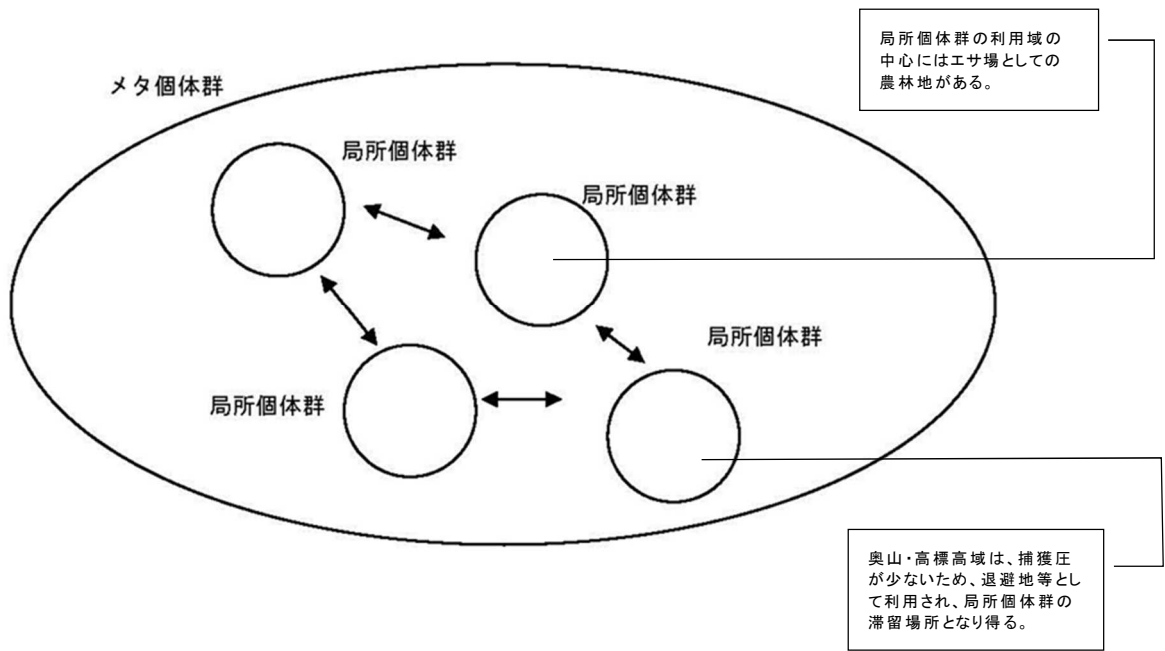 局所個体群の利用域の
中心にはエサ場としての
農林地がある。
メタ個体群
局所個体群
局所個体群
局所個体群
局所個体群
奥山・高標高域は、捕獲圧
が少ないため、退避地等とし
て利用され、局所個体群の
滞留場所となり得る。